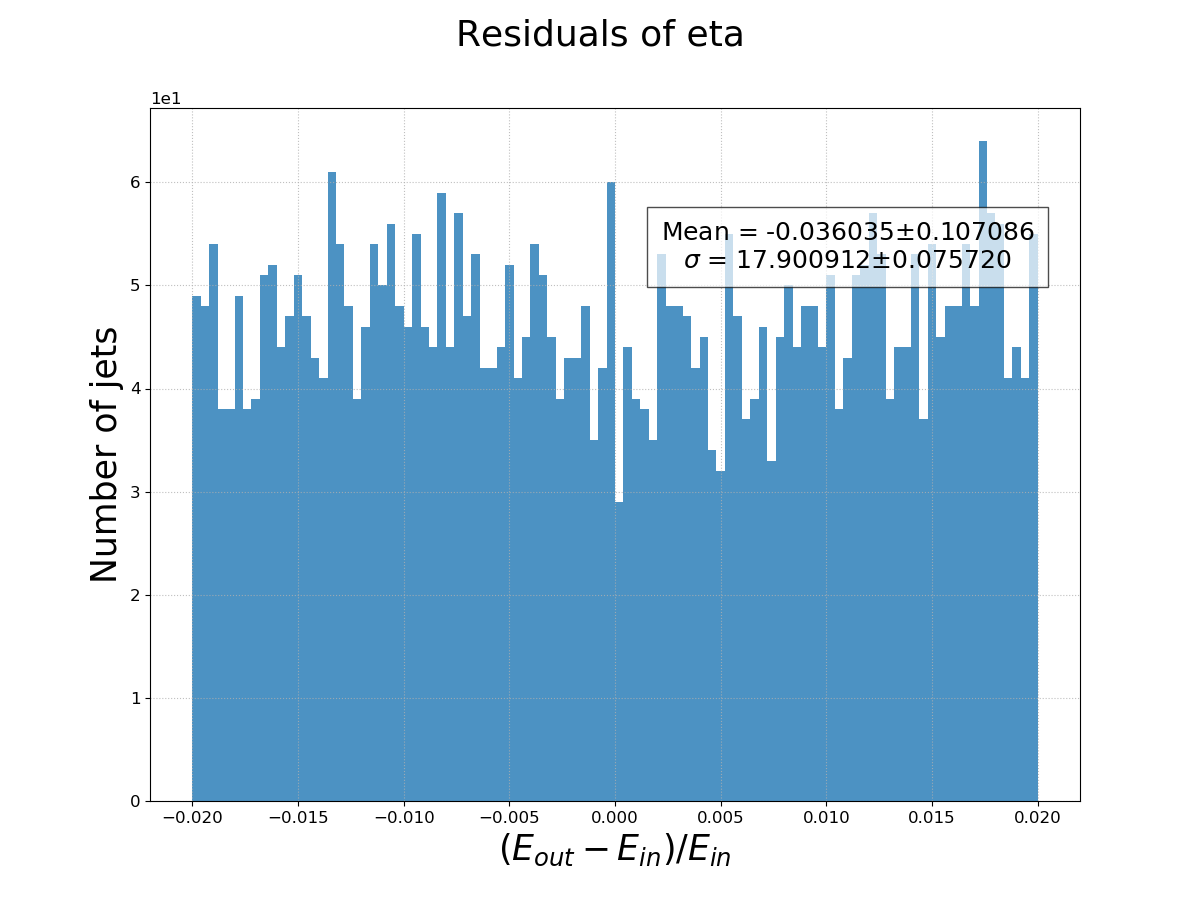 Residuals of eta
1e1
6
5
4
3
2
1
0
Number of jets
Mean = -0.036035±0.107086
σ = 17.900912±0.075720
−0.020 −0.015 −0.010 −0.005 0.000 0.005 0.010 0.015 0.020
(E_out − E_in)/E_in